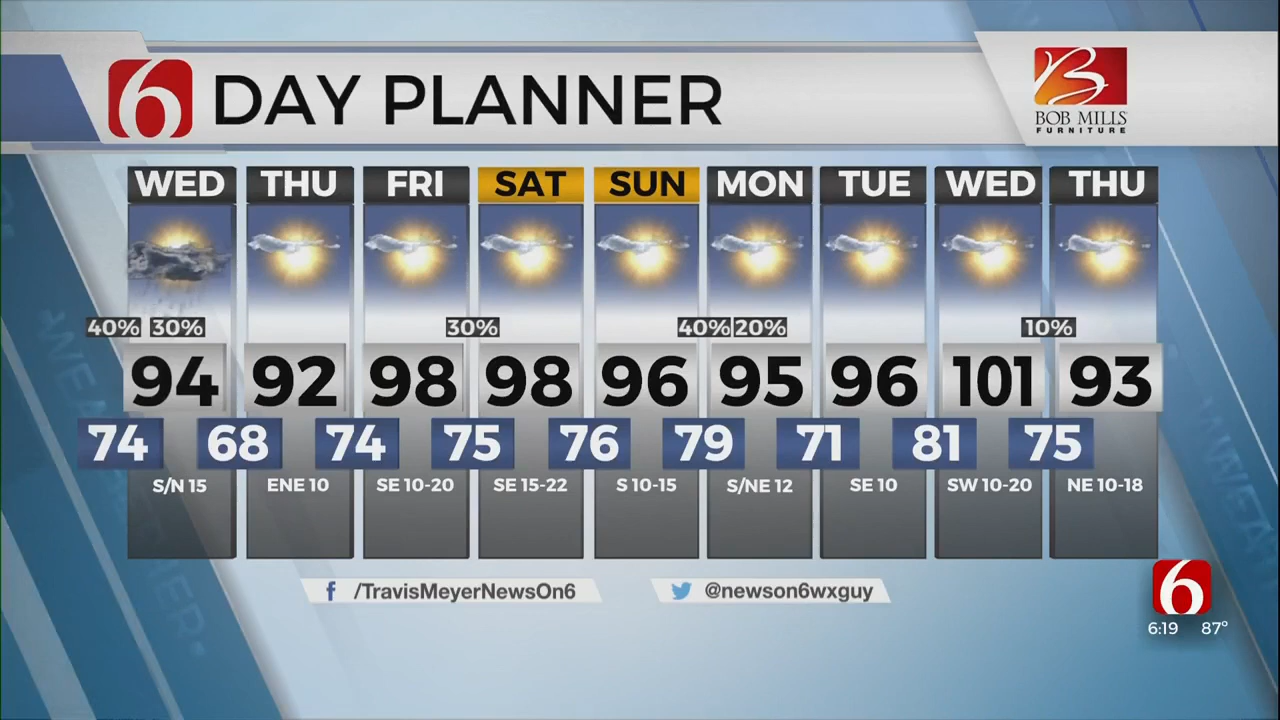 6 DAY PLANNER
BOB MILLS
FURNITURE
WED THU FRI SAT SUN MON TUE WED THU
40% 30% 30% 40% 20% 10%
94 92 98 98 96 95 96 101 93
74 68 74 75 76 79 71 81 75
S/N 15 ENE 10 SE 10-20 SE 15-22 S 10-15 S/NE 12 SE 10 SW 10-20 NE 10-18
f /TravisMeyerNewsOn6 @newson6wxguy
6
6:19 87°